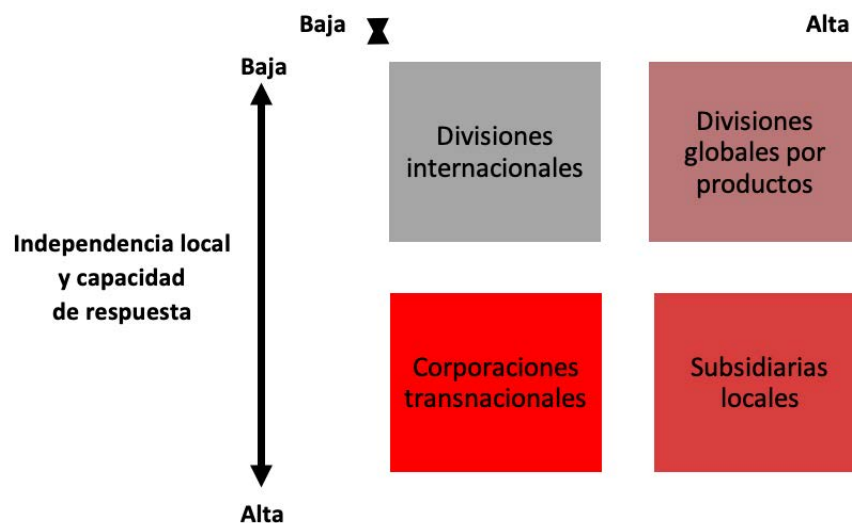 Baja
Alta
Baja
Divisiones
internacionales
Divisiones
globales por
productos
Independencia local
y capacidad
de respuesta
Corporaciones
transnacionales
Subsidiarias
locales
Alta